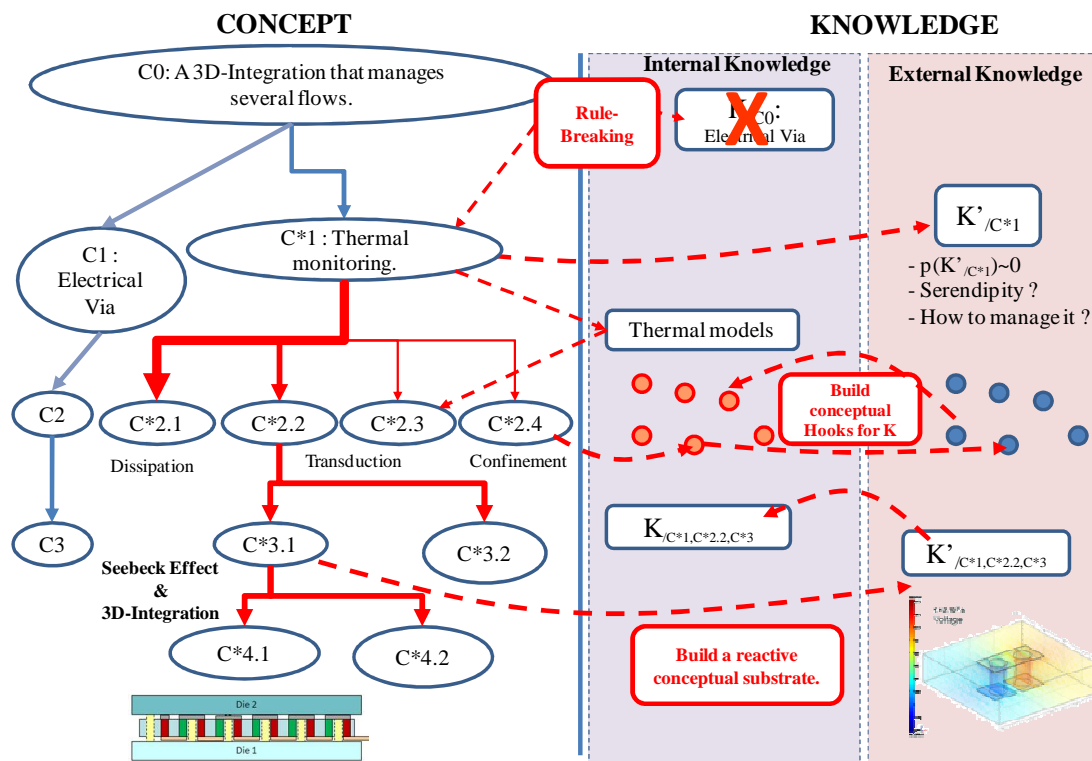 CONCEPT
KNOWLEDGE
C0: A 3D-Integration that manages
several flows.
Internal Knowledge
External Knowledge
Rule-
Breaking
Electrical Via
C*1 : Thermal
monitoring.
K’/C*1
- p(K’/C*1)~0
- Serendipity ?
- How to manage it ?
C1 :
Electrical
Via
Thermal models
Build
conceptual
Hooks for K
C2
C*2.1
C*2.2
C*2.3
C*2.4
Dissipation
Transduction
Confinement
K/C*1,C*2.2,C*3
K’/C*1,C*2.2,C*3
C3
C*3.1
C*3.2
Seebeck Effect
&
3D-Integration
C*4.1
C*4.2
Build a reactive
conceptual substrate.
Die 2
Die 1